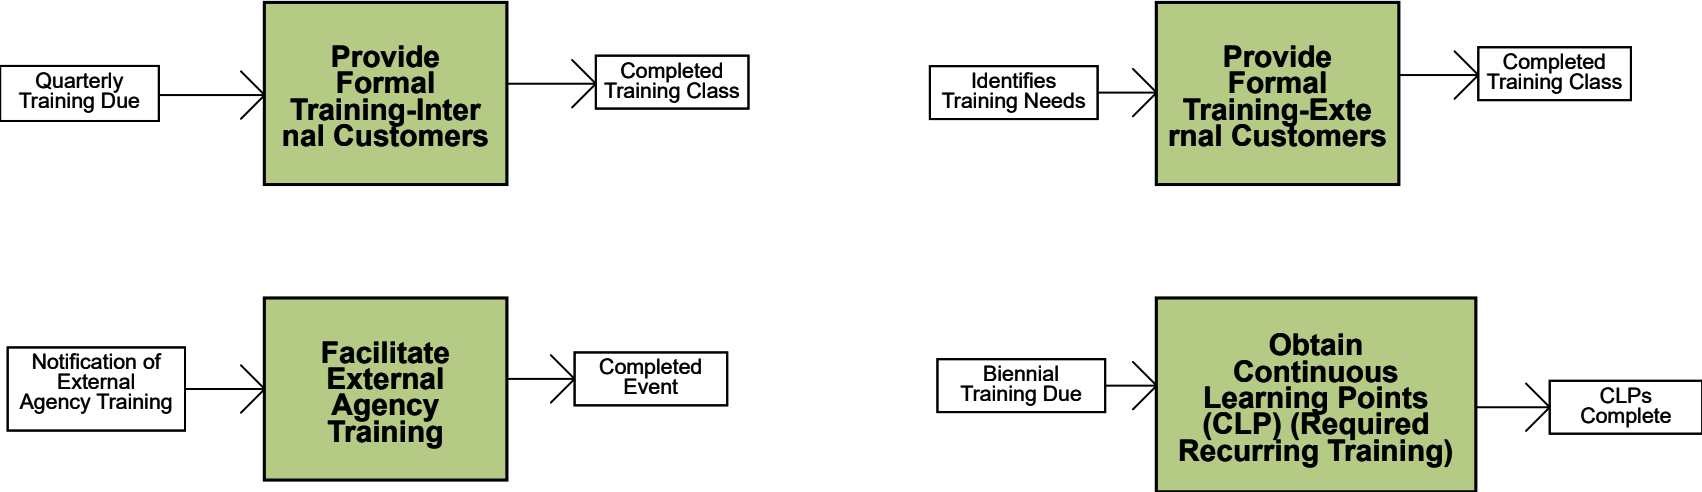 Quarterly
Training Due
Provide
Formal
Training-Inter
nal Customers
Completed
Training Class
Identifies
Training Needs
Provide
Formal
Training-Exte
rnal Customers
Completed
Training Class
Notification of
External
Agency Training
Facilitate
External
Agency
Training
Completed
Event
Biennial
Training Due
Obtain
Continuous
Learning Points
(CLP) (Required
Recurring Training)
CLPs
Complete